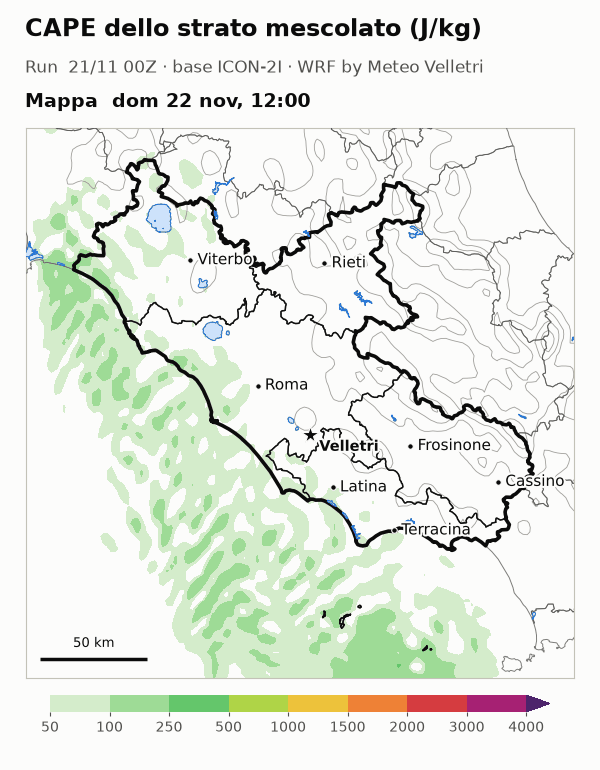 CAPE dello strato mescolato (J/kg)
Run  21/11 00Z · base ICON-2I · WRF by Meteo Velletri
Mappa  dom 22 nov, 12:00
Viterbo
Rieti
Roma
Velletri
Frosinone
Cassino
Latina
Terracina
50 km
50 100 250 500 1000 1500 2000 3000 4000